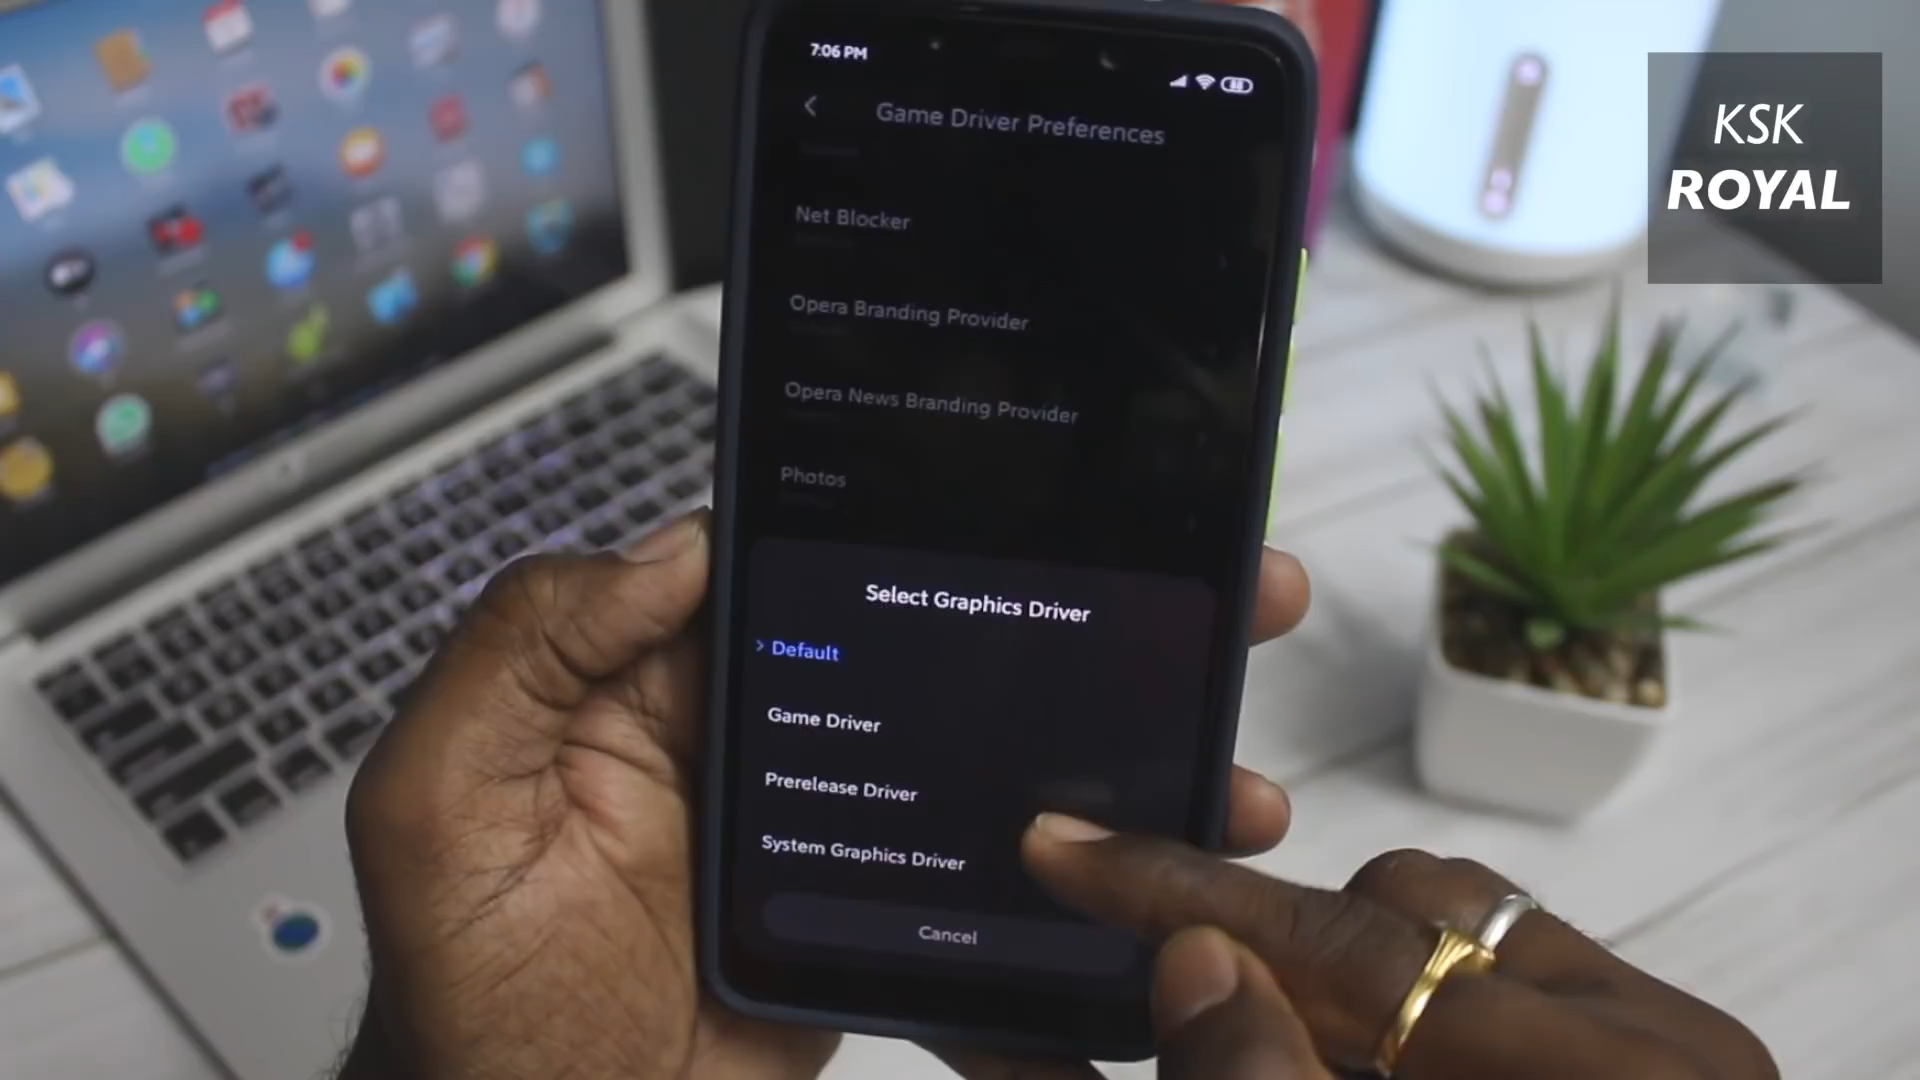 7:06 PM
88
Game Driver Preferences
Net Blocker
Opera Branding Provider
Opera News Branding Provider
Photos
Select Graphics Driver
> Default
Game Driver
Prerelease Driver
System Graphics Driver
Cancel
KSK
ROYAL